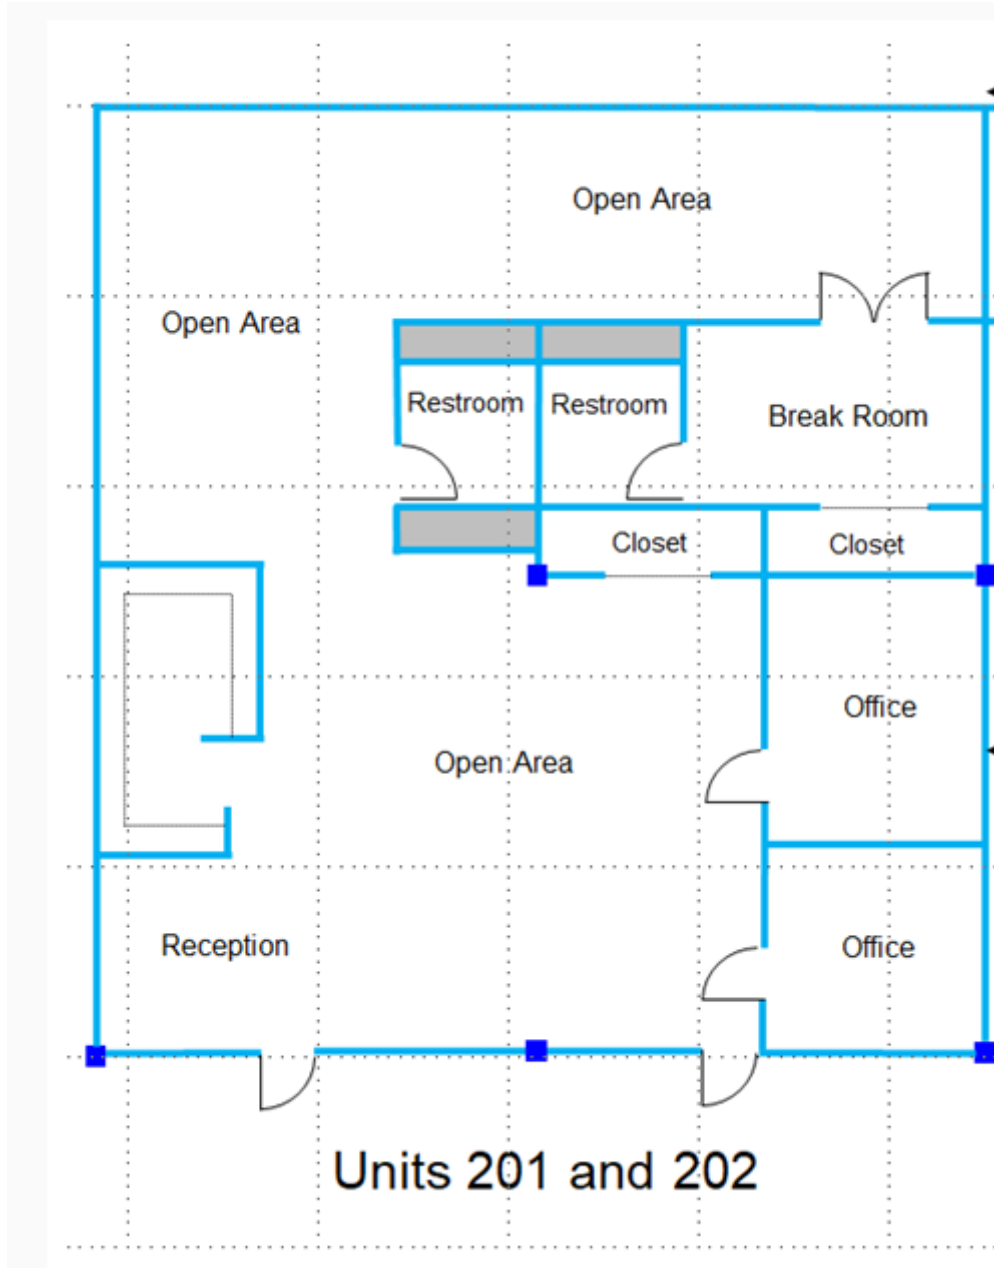 Open Area
Open Area
Restroom
Restroom
Break Room
Closet
Closet
Office
Open Area
Reception
Office
Units 201 and 202